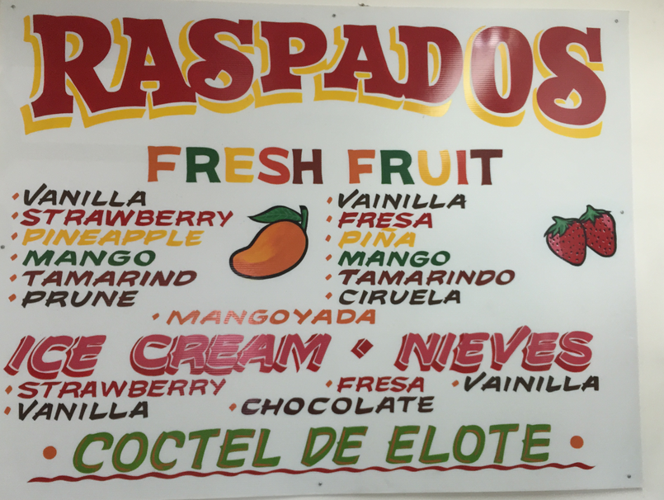 RASPADOS
FRESH FRUIT
• VANILLA
• STRAWBERRY
• PINEAPPLE
• MANGO
• TAMARIND
• PRUNE
• VAINILLA
• FRESA
• PIÑA
• MANGO
• TAMARINDO
• CIRUELA
• MANGOYADA
ICE CREAM • NIEVES
• STRAWBERRY • FRESA • VAINILLA
• VANILLA • CHOCOLATE
• COCTEL DE ELOTE •